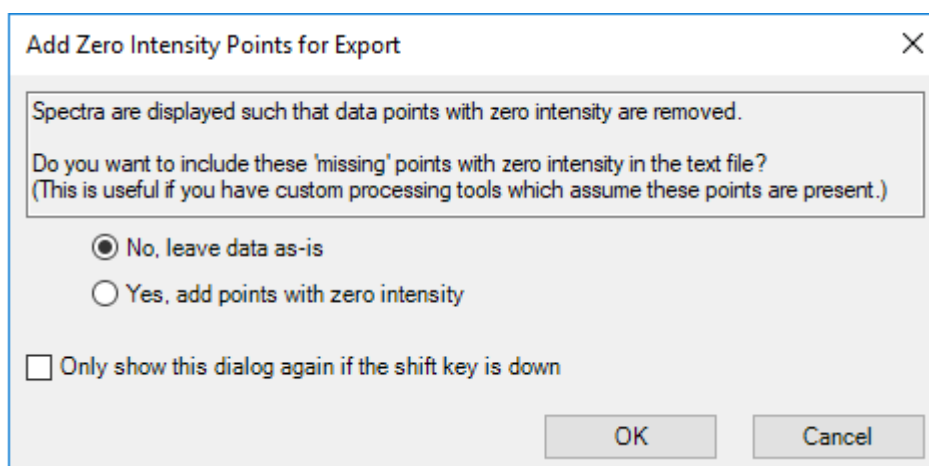 Add Zero Intensity Points for Export
Spectra are displayed such that data points with zero intensity are removed.
Do you want to include these 'missing' points with zero intensity in the text file?
(This is useful if you have custom processing tools which assume these points are present.)
No, leave data as-is
Yes, add points with zero intensity
Only show this dialog again if the shift key is down
OK
Cancel